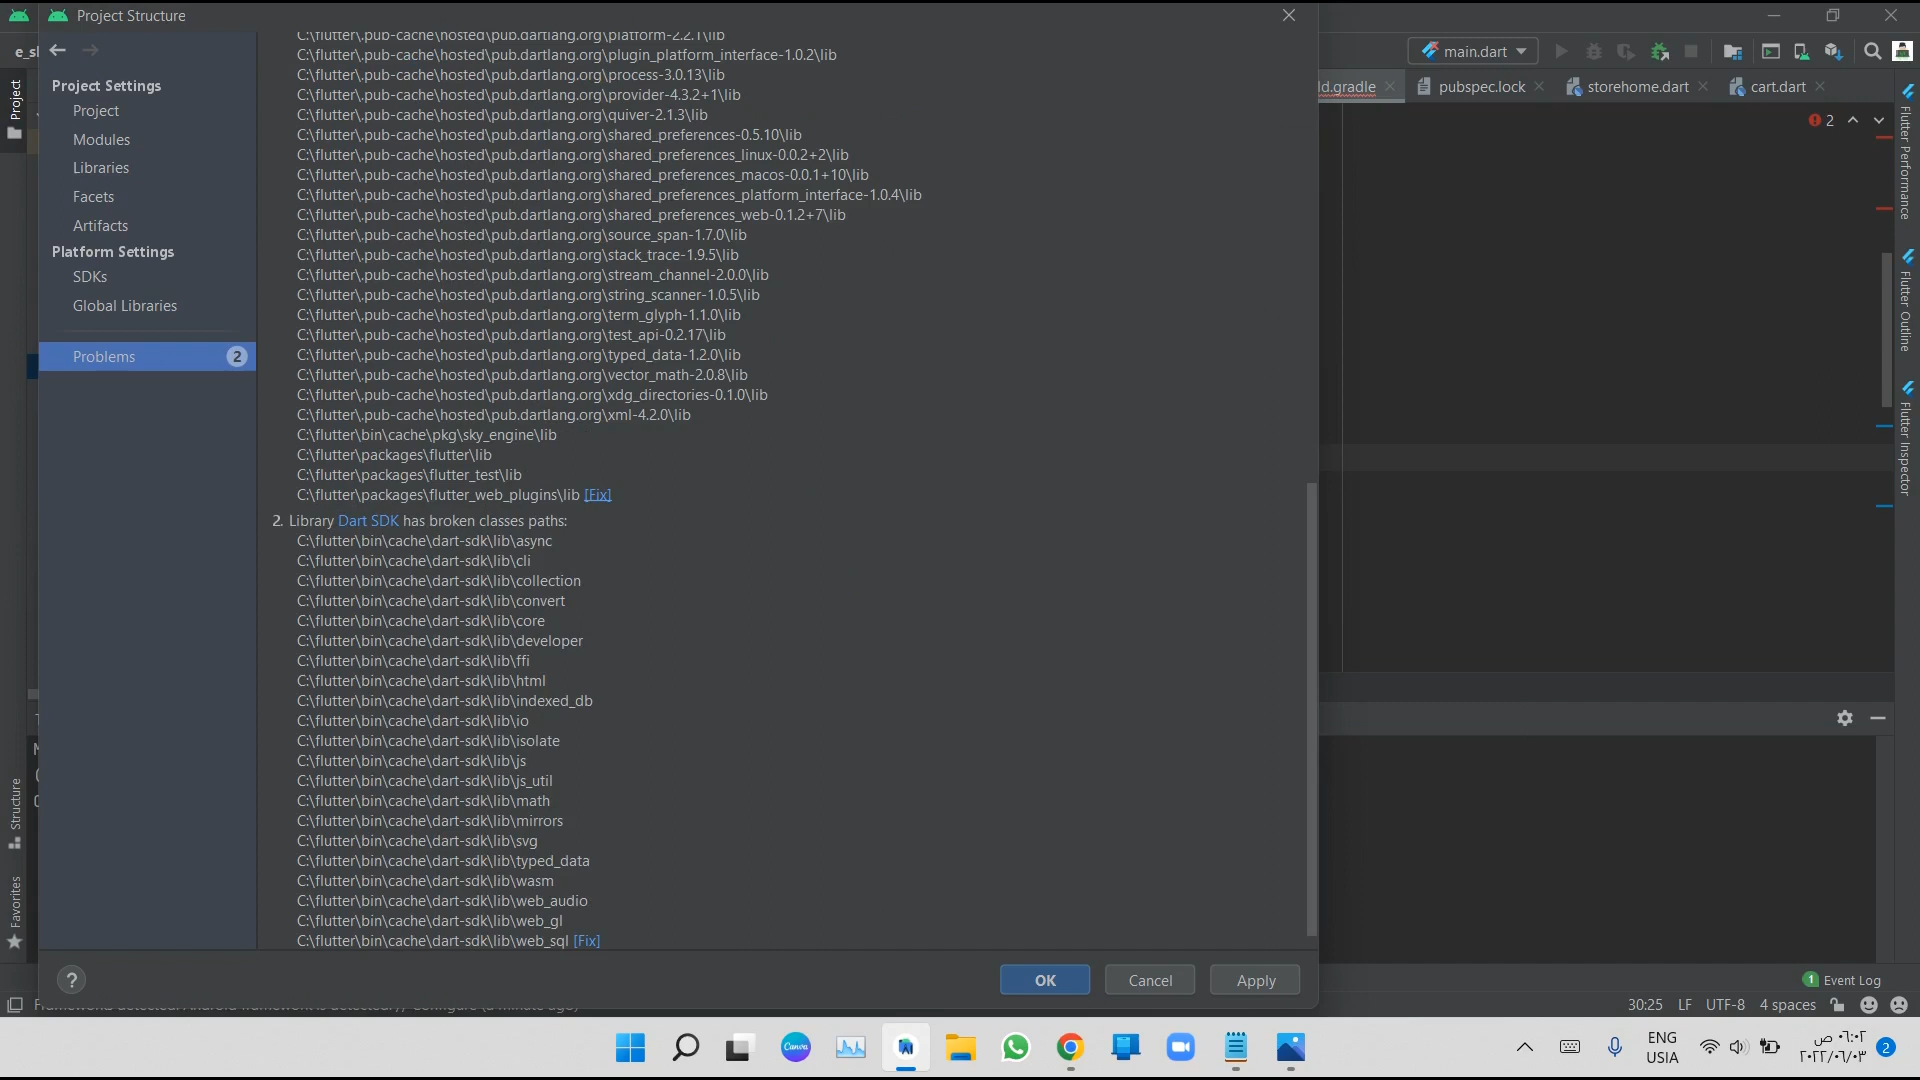 Project Structure
e_sl
main.dart
Project Settings
Project
Modules
Libraries
Facets
Artifacts
Platform Settings
SDKs
Global Libraries
Problems
2
C:\flutter\.pub-cache\hosted\pub.dartlang.org\platform-2.2.1\lib
C:\flutter\.pub-cache\hosted\pub.dartlang.org\plugin_platform_interface-1.0.2\lib
C:\flutter\.pub-cache\hosted\pub.dartlang.org\process-3.0.13\lib
C:\flutter\.pub-cache\hosted\pub.dartlang.org\provider-4.3.2+1\lib
C:\flutter\.pub-cache\hosted\pub.dartlang.org\quiver-2.1.3\lib
C:\flutter\.pub-cache\hosted\pub.dartlang.org\shared_preferences-0.5.10\lib
C:\flutter\.pub-cache\hosted\pub.dartlang.org\shared_preferences_linux-0.0.2+2\lib
C:\flutter\.pub-cache\hosted\pub.dartlang.org\shared_preferences_macos-0.0.1+10\lib
C:\flutter\.pub-cache\hosted\pub.dartlang.org\shared_preferences_platform_interface-1.0.4\lib
C:\flutter\.pub-cache\hosted\pub.dartlang.org\shared_preferences_web-0.1.2+7\lib
C:\flutter\.pub-cache\hosted\pub.dartlang.org\source_span-1.7.0\lib
C:\flutter\.pub-cache\hosted\pub.dartlang.org\stack_trace-1.9.5\lib
C:\flutter\.pub-cache\hosted\pub.dartlang.org\stream_channel-2.0.0\lib
C:\flutter\.pub-cache\hosted\pub.dartlang.org\string_scanner-1.0.5\lib
C:\flutter\.pub-cache\hosted\pub.dartlang.org\term_glyph-1.1.0\lib
C:\flutter\.pub-cache\hosted\pub.dartlang.org\test_api-0.2.17\lib
C:\flutter\.pub-cache\hosted\pub.dartlang.org\typed_data-1.2.0\lib
C:\flutter\.pub-cache\hosted\pub.dartlang.org\vector_math-2.0.8\lib
C:\flutter\.pub-cache\hosted\pub.dartlang.org\xdg_directories-0.1.0\lib
C:\flutter\.pub-cache\hosted\pub.dartlang.org\xml-4.2.0\lib
C:\flutter\bin\cache\pkg\sky_engine\lib
C:\flutter\packages\flutter\lib
C:\flutter\packages\flutter_test\lib
C:\flutter\packages\flutter_web_plugins\lib [Fix]
2. Library Dart SDK has broken classes paths:
C:\flutter\bin\cache\dart-sdk\lib\async
C:\flutter\bin\cache\dart-sdk\lib\cli
C:\flutter\bin\cache\dart-sdk\lib\collection
C:\flutter\bin\cache\dart-sdk\lib\convert
C:\flutter\bin\cache\dart-sdk\lib\core
C:\flutter\bin\cache\dart-sdk\lib\developer
C:\flutter\bin\cache\dart-sdk\lib\ffi
C:\flutter\bin\cache\dart-sdk\lib\html
C:\flutter\bin\cache\dart-sdk\lib\indexed_db
C:\flutter\bin\cache\dart-sdk\lib\io
C:\flutter\bin\cache\dart-sdk\lib\isolate
C:\flutter\bin\cache\dart-sdk\lib\js
C:\flutter\bin\cache\dart-sdk\lib\js_util
C:\flutter\bin\cache\dart-sdk\lib\math
C:\flutter\bin\cache\dart-sdk\lib\mirrors
C:\flutter\bin\cache\dart-sdk\lib\svg
C:\flutter\bin\cache\dart-sdk\lib\typed_data
C:\flutter\bin\cache\dart-sdk\lib\wasm
C:\flutter\bin\cache\dart-sdk\lib\web_audio
C:\flutter\bin\cache\dart-sdk\lib\web_gl
C:\flutter\bin\cache\dart-sdk\lib\web_sql [Fix]
?
OK
Cancel
Apply
ld.gradle
pubspec.lock
storehome.dart
cart.dart
2
Project
Structure
Favorites
Flutter Performance
Flutter Outline
Flutter Inspector
1 Event Log
30:25 LF UTF-8 4 spaces
Canva
ENG
USIA
٠٦:٠٢ ص
٢٠٢٢/٠٦/٠٣
2